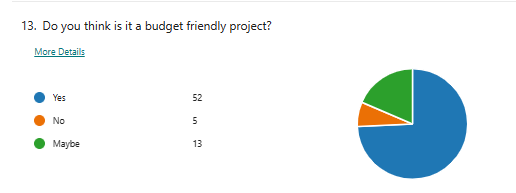 13. Do you think is it a budget friendly project?
More Details
Yes 52
No 5
Maybe 13